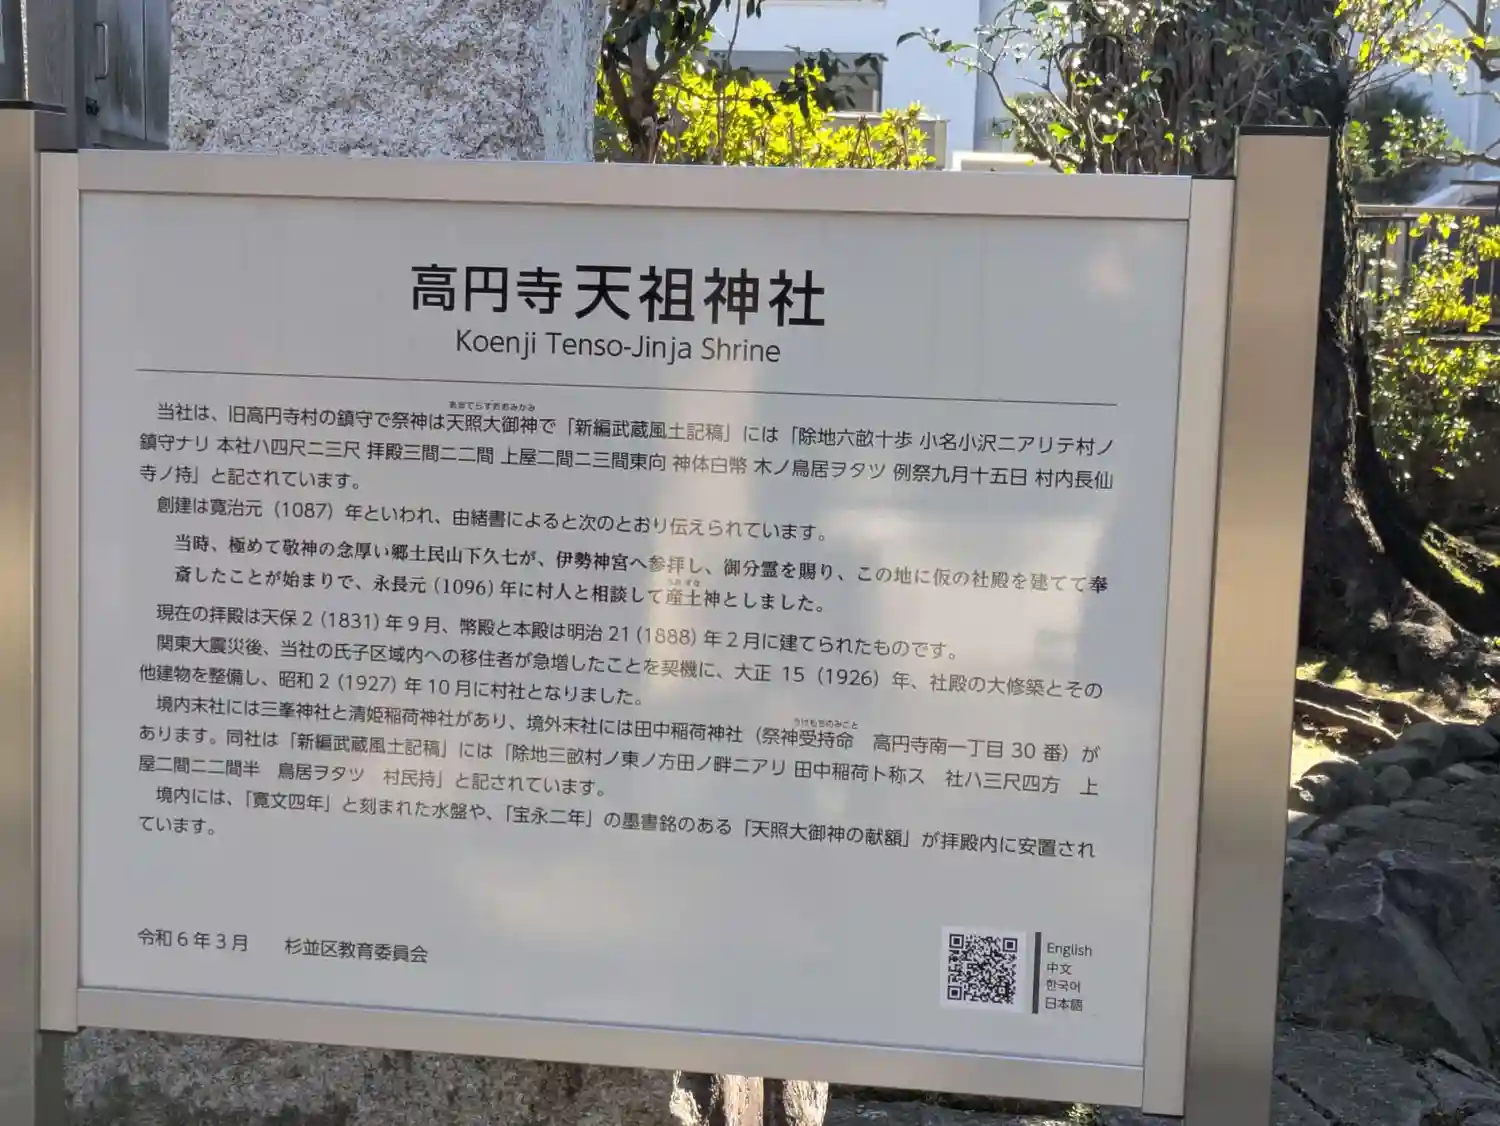 高円寺 天祖神社
Koenji Tenso-Jinja Shrine
あまてらすおおみかみ
当社は、旧高円寺村の鎮守で祭神は天照大御神で「新編武蔵風土記稿」には「除地六畝十歩 小名小沢ニアリテ村ノ
鎮守ナリ 本社ハ四尺ニ三尺 拝殿三間ニ二間 上屋二間ニ三間東向 神体白幣 木ノ鳥居ヲタツ 例祭九月十五日 村内長仙
寺ノ持」と記されています。
創建は寛治元（1087）年といわれ、由緒書によると次のとおり伝えられています。
当時、極めて敬神の念厚い郷土民山下久七が、伊勢神宮へ参拝し、御分霊を賜り、この地に仮の社殿を建てて奉
うぶすな
斎したことが始まりで、永長元（1096）年に村人と相談して産土神としました。
現在の拝殿は天保２（1831）年９月、幣殿と本殿は明治 21（1888）年２月に建てられたものです。
関東大震災後、当社の氏子区域内への移住者が急増したことを契機に、大正 15（1926）年、社殿の大修築とその
他建物を整備し、昭和２（1927）年 10 月に村社となりました。
うけもちのみこと
境内末社には三峯神社と清姫稲荷神社があり、境外末社には田中稲荷神社（祭神受持命　高円寺南一丁目 30 番）が
あります。同社は「新編武蔵風土記稿」には「除地三畝村ノ東ノ方田ノ畔ニアリ 田中稲荷ト称ス　社ハ三尺四方　上
屋二間ニ二間半　鳥居ヲタツ　村民持」と記されています。
境内には、「寛文四年」と刻まれた水盤や、「宝永二年」の墨書銘のある「天照大御神の献額」が拝殿内に安置され
ています。
令和６年３月　杉並区教育委員会
English
中文
한국어
日本語